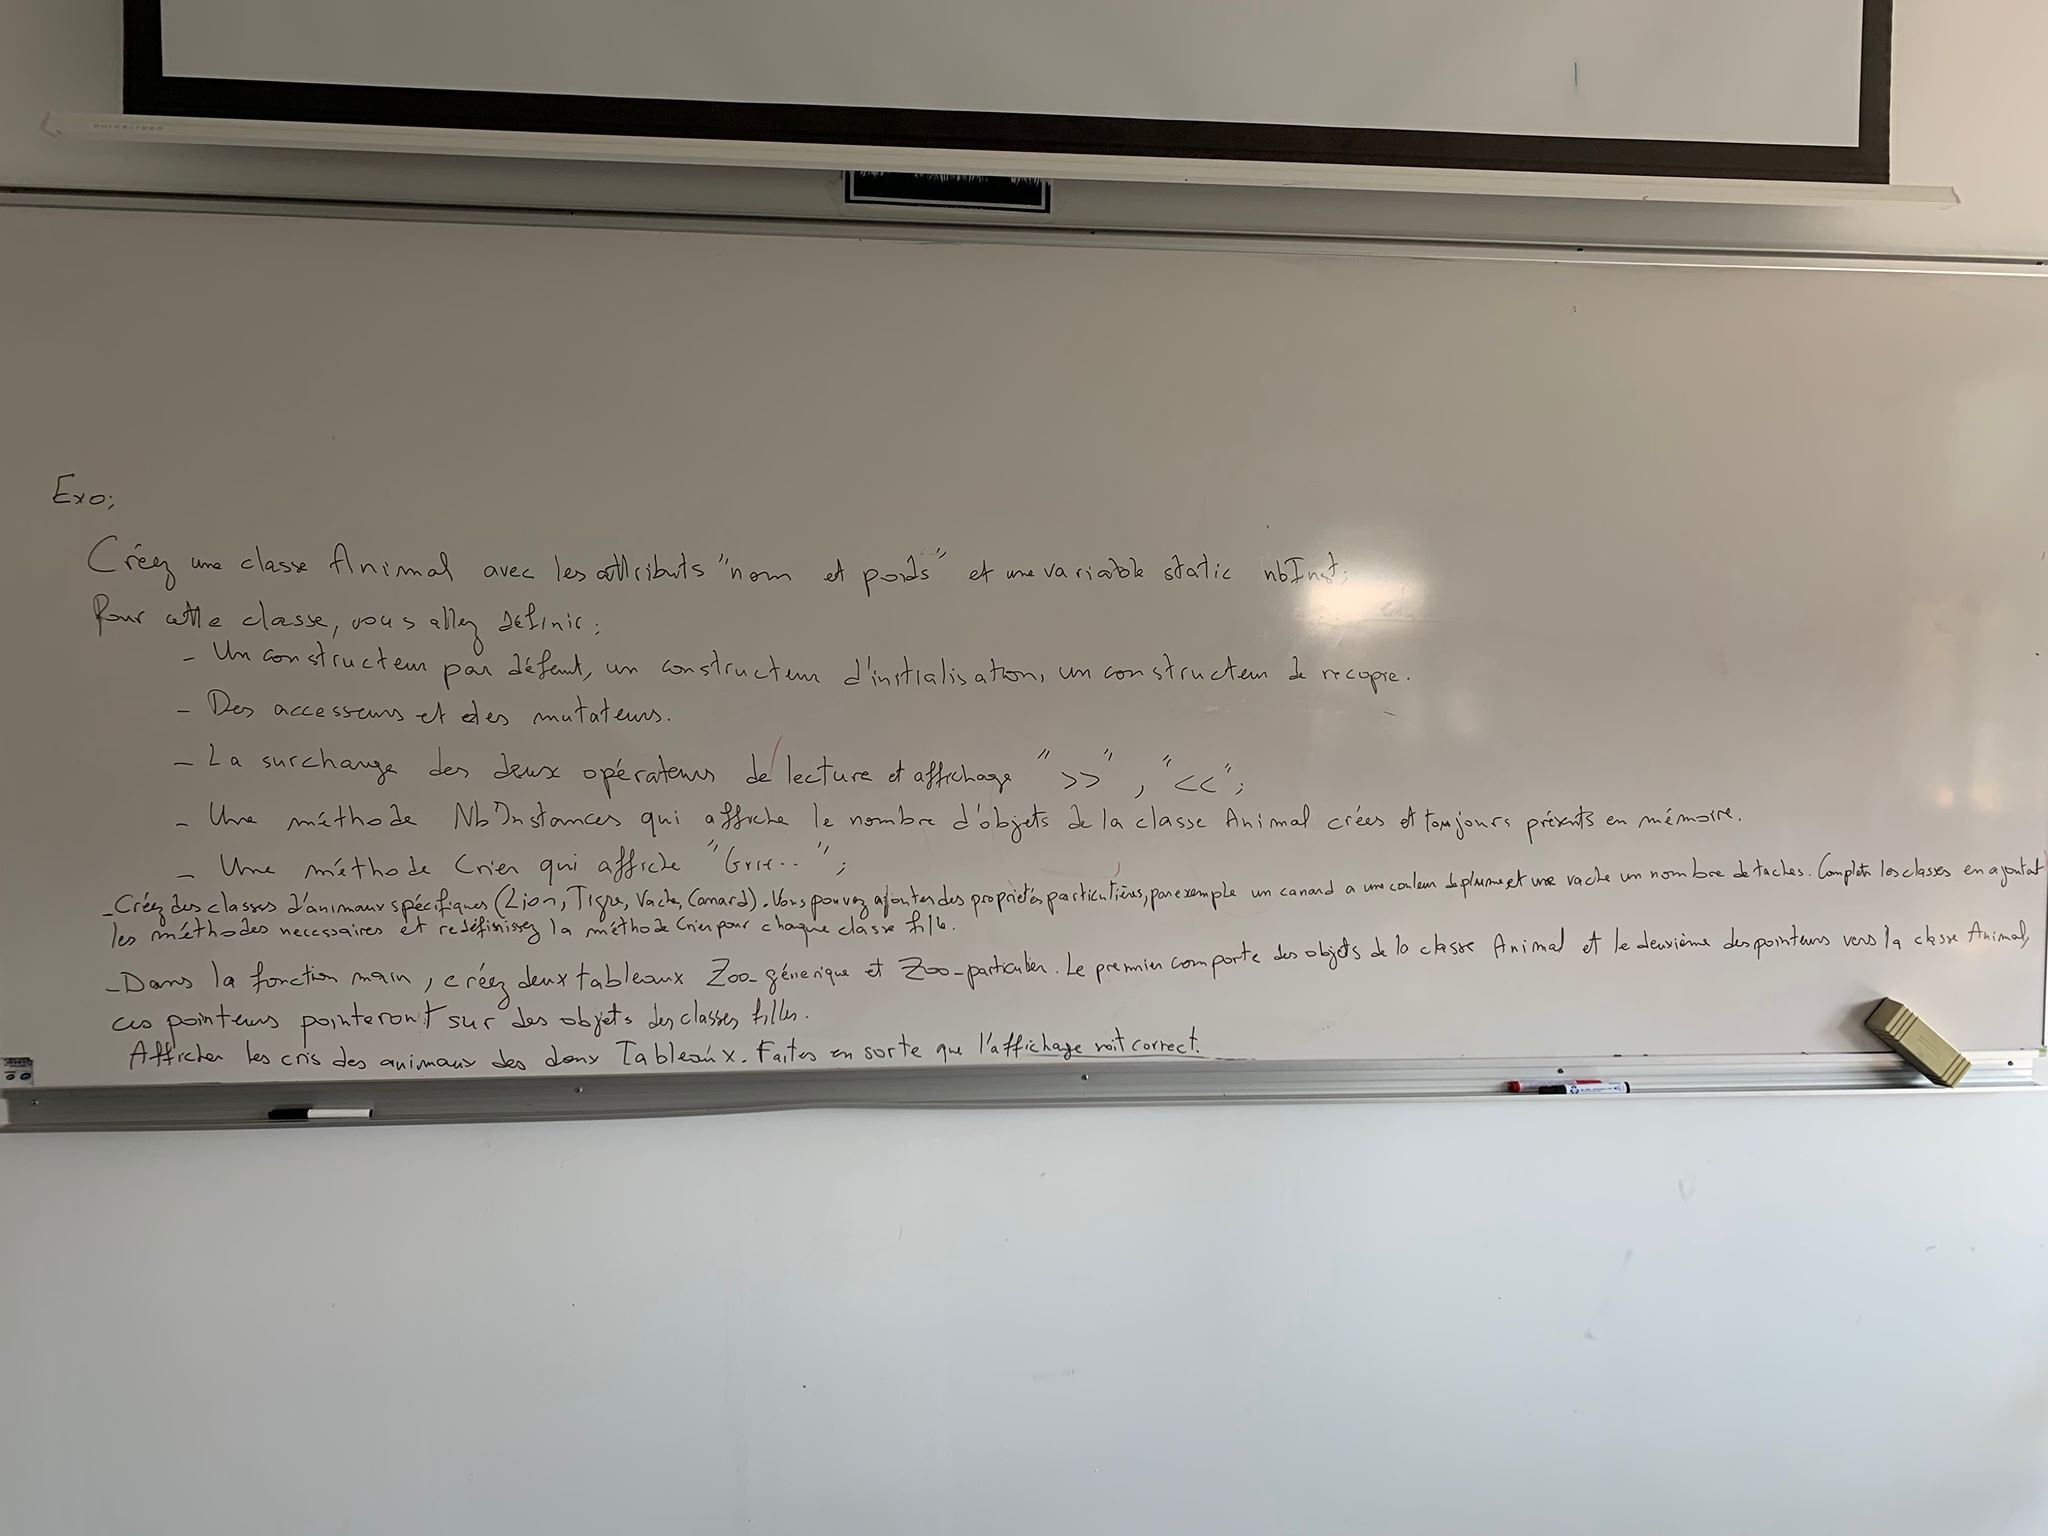 euroscreen
Exo:
Créez une classe Animal avec les attributs "nom et poids" et une variable static nbInst;
Pour cette classe, vous allez définir:
- Un constructeur par défaut, un constructeur d'initialisation, un constructeur de recopie.
- Des accesseurs et des mutateurs.
- La surcharge des deux opérateurs de lecture et affichage ">>", "<<";
- Une méthode NbInstances qui affiche le nombre d'objets de la classe Animal crées et toujours présents en mémoire.
- Une méthode Crier qui affiche "Grrr..";
- Créez des classes d'animaux spécifiques (Lion, Tigre, Vache, Canard). Vous pouvez ajouter des propriétés particulières, par exemple un canard a une couleur de plume et une vache un nombre de taches. Complétez les classes en ajoutant
les méthodes necessaires et redéfinissez la méthode Crier pour chaque classe fille.
- Dans la fonction main, créez deux tableaux Zoo_génerique et Zoo_particulier. Le premier comporte des objets de la classe Animal et le deuxième des pointeurs vers la classe Animal,
ces pointeurs pointeront sur des objets des classes filles.
Afficher les cris des animaux des deux Tableaux. Faites en sorte que l'affichage soit correct.